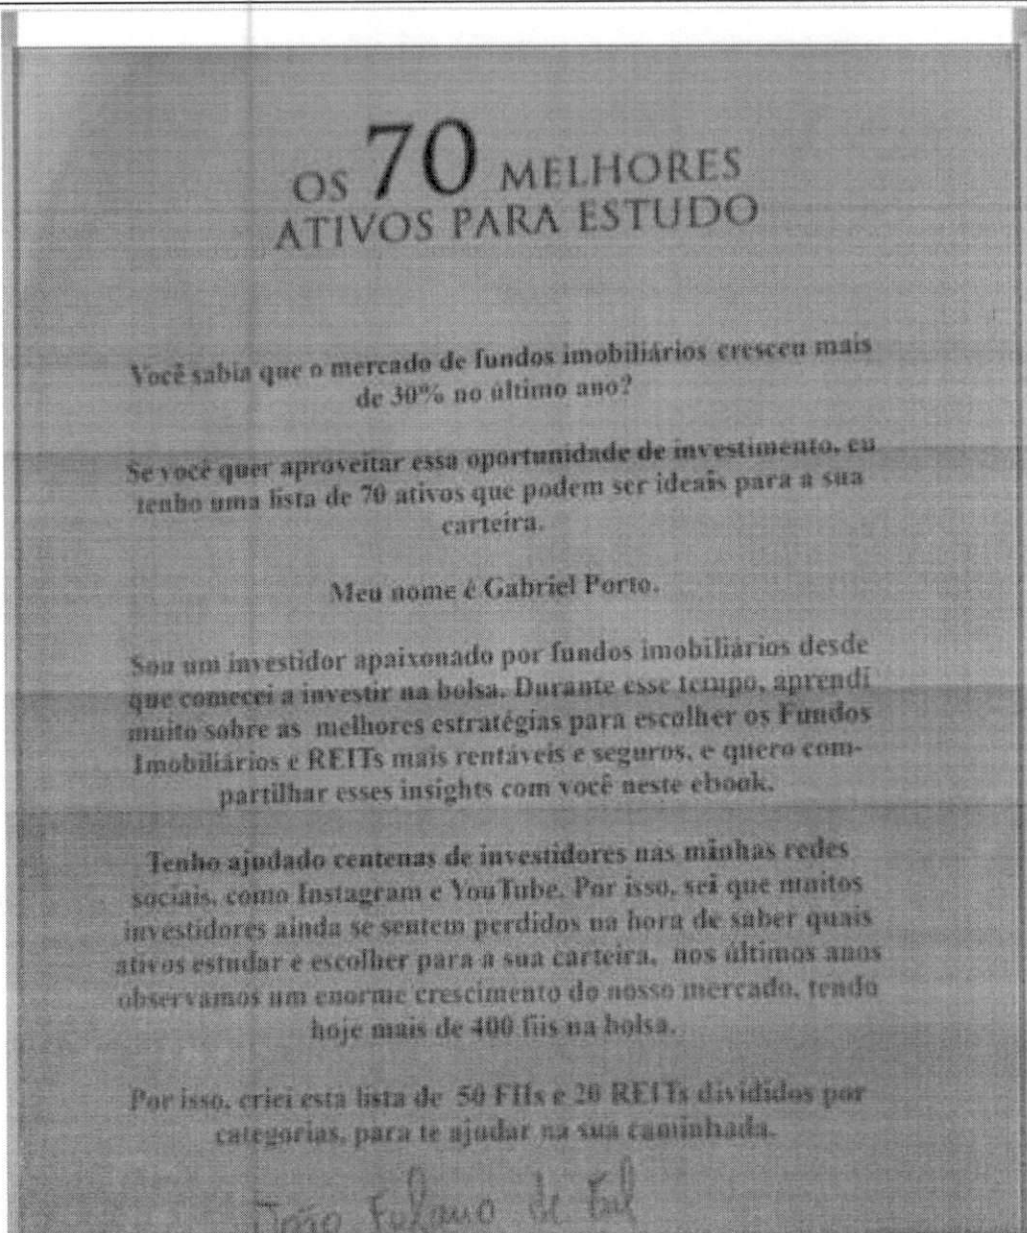 OS 70 MELHORES
ATIVOS PARA ESTUDO
Você sabia que o mercado de fundos imobiliários cresceu mais
de 30% no último ano?
Se você quer aproveitar essa oportunidade de investimento, eu
tenho uma lista de 70 ativos que podem ser ideais para a sua
carteira.
Meu nome é Gabriel Porto.
Sou um investidor apaixonado por fundos imobiliários desde
que comecei a investir na bolsa. Durante esse tempo, aprendi
muito sobre as melhores estratégias para escolher os Fundos
Imobiliários e REITs mais rentáveis e seguros, e quero com-
partilhar esses insights com você neste ebook.
Tenho ajudado centenas de investidores nas minhas redes
sociais, como Instagram e YouTube. Por isso, sei que muitos
investidores ainda se sentem perdidos na hora de saber quais
ativos estudar e escolher para a sua carteira, nos últimos anos
observamos um enorme crescimento do nosso mercado, tendo
hoje mais de 400 fiis na bolsa.
Por isso, criei esta lista de 50 FIIs e 20 REITs divididos por
categorias, para te ajudar na sua caminhada.
João Fulano de Tal